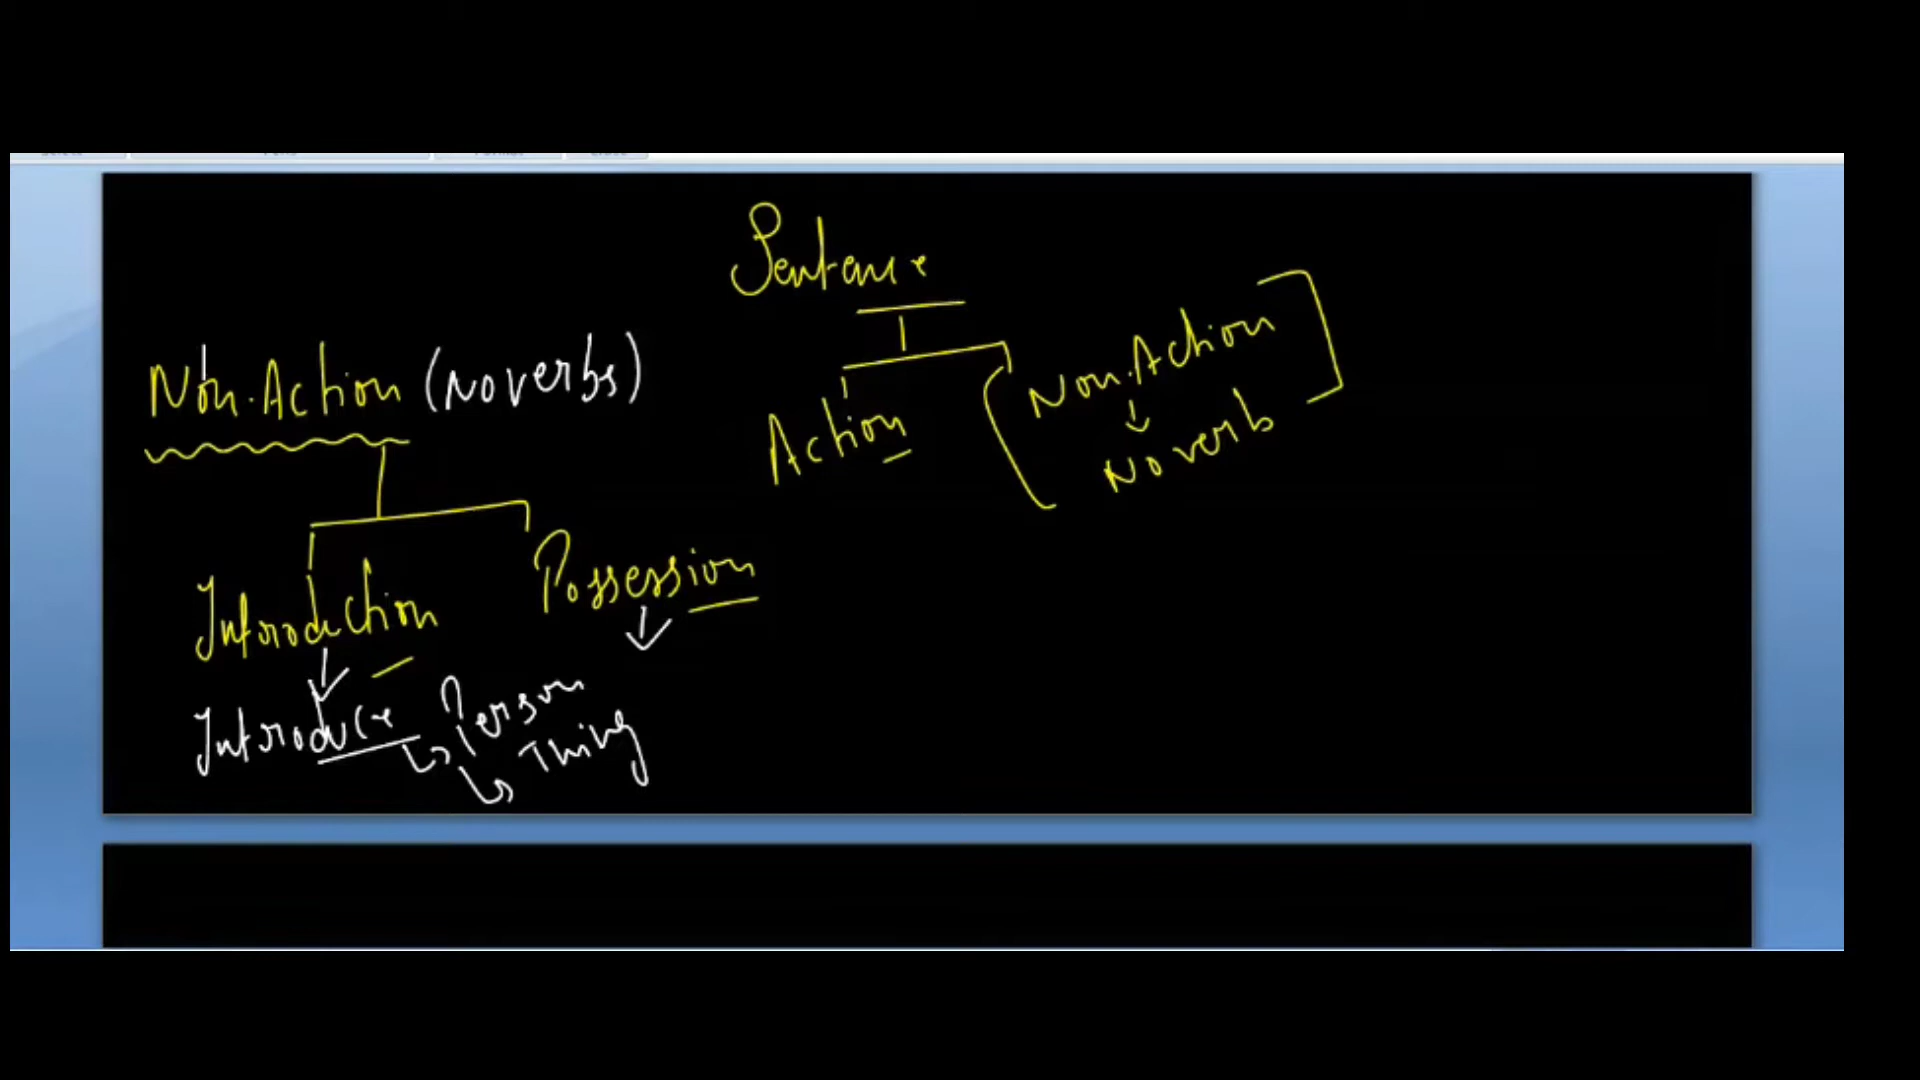 Sentence
Action
Non-Action
No verb
Non-Action (No verbs)
Introduction
Possession
Introduce
Person
Thing